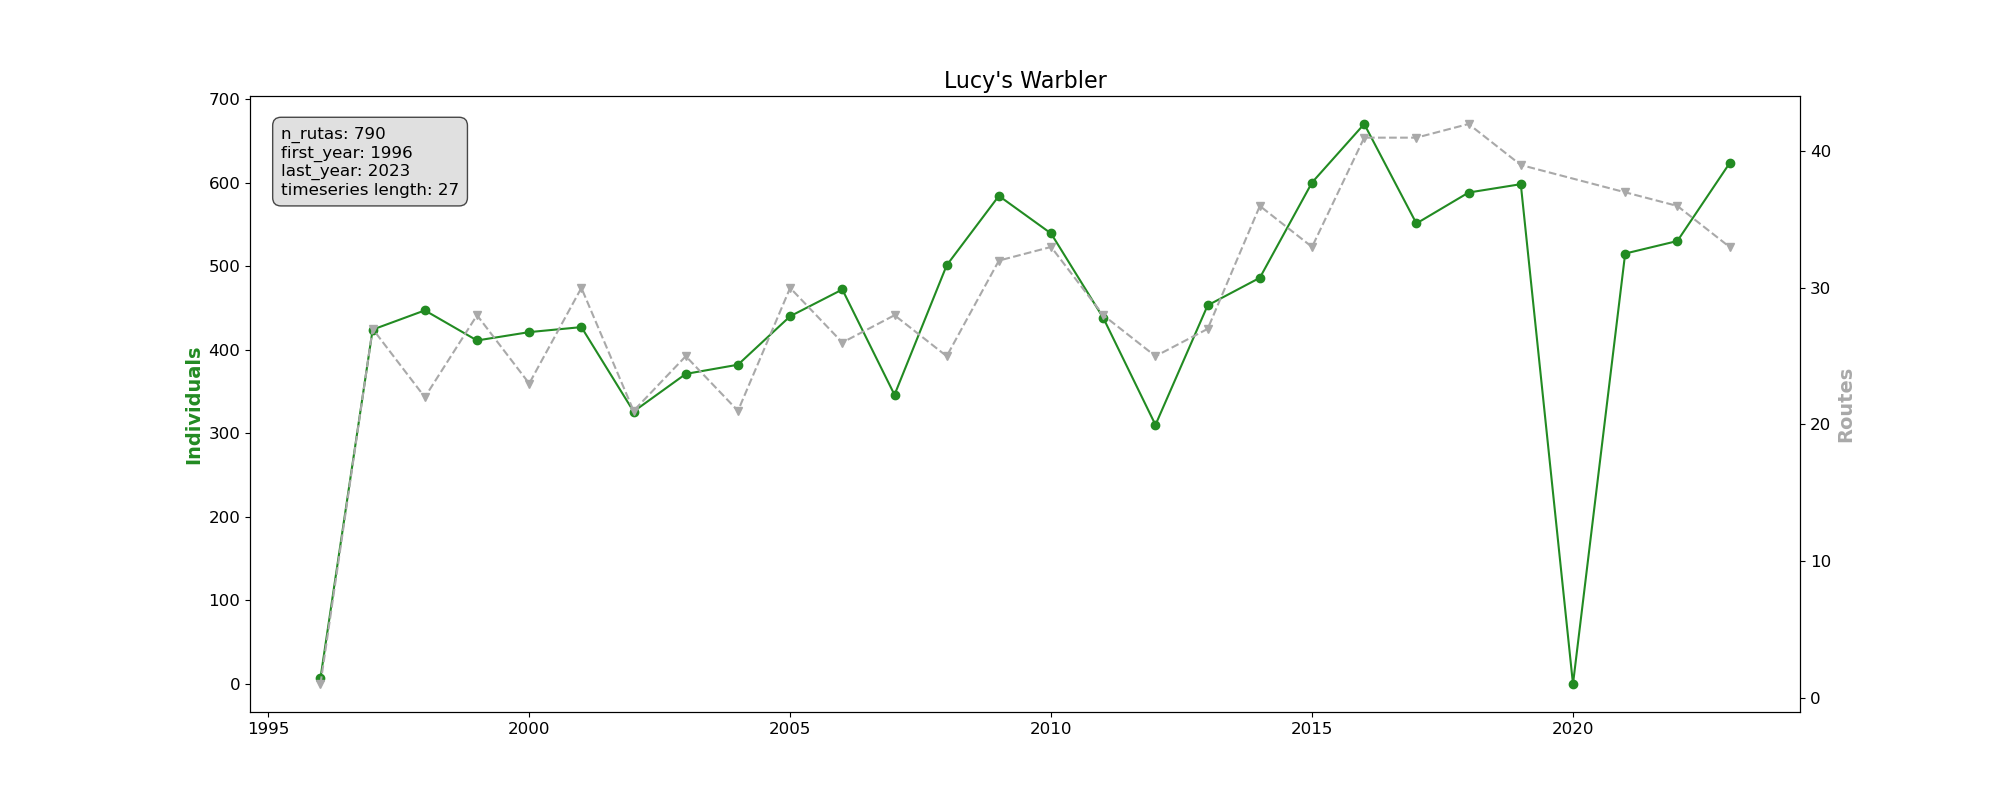 Lucy's Warbler
n_rutas: 790
first_year: 1996
last_year: 2023
timeseries length: 27
Individuals
700
600
500
400
300
200
100
0
Routes
40
30
20
10
0
1995 2000 2005 2010 2015 2020